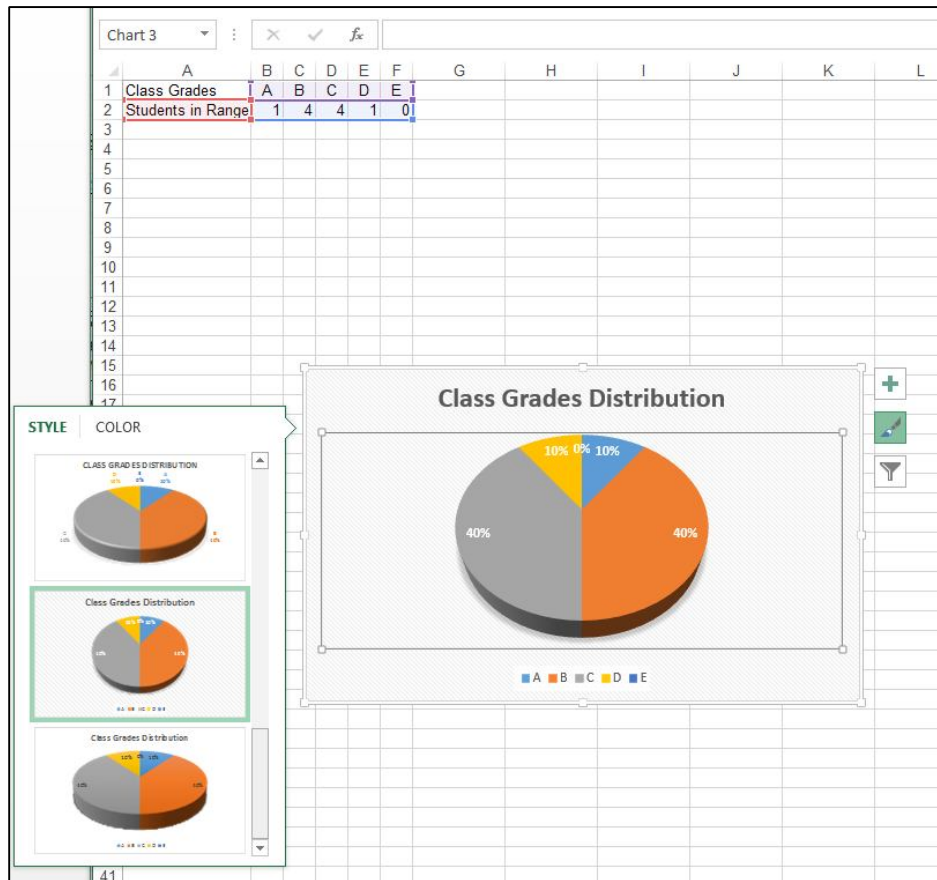 Chart 3
fx
A B C D E F G H I J K L
1 Class Grades A B C D E
2 Students in Range 1 4 4 1 0
3
4
5
6
7
8
9
10
11
12
13
14
15
16
17
Class Grades Distribution
10% 0% 10%
40% 40%
A B C D E
STYLE COLOR
CLASS GRADES DISTRIBUTION
Class Grades Distribution
Class Grades Distribution
41